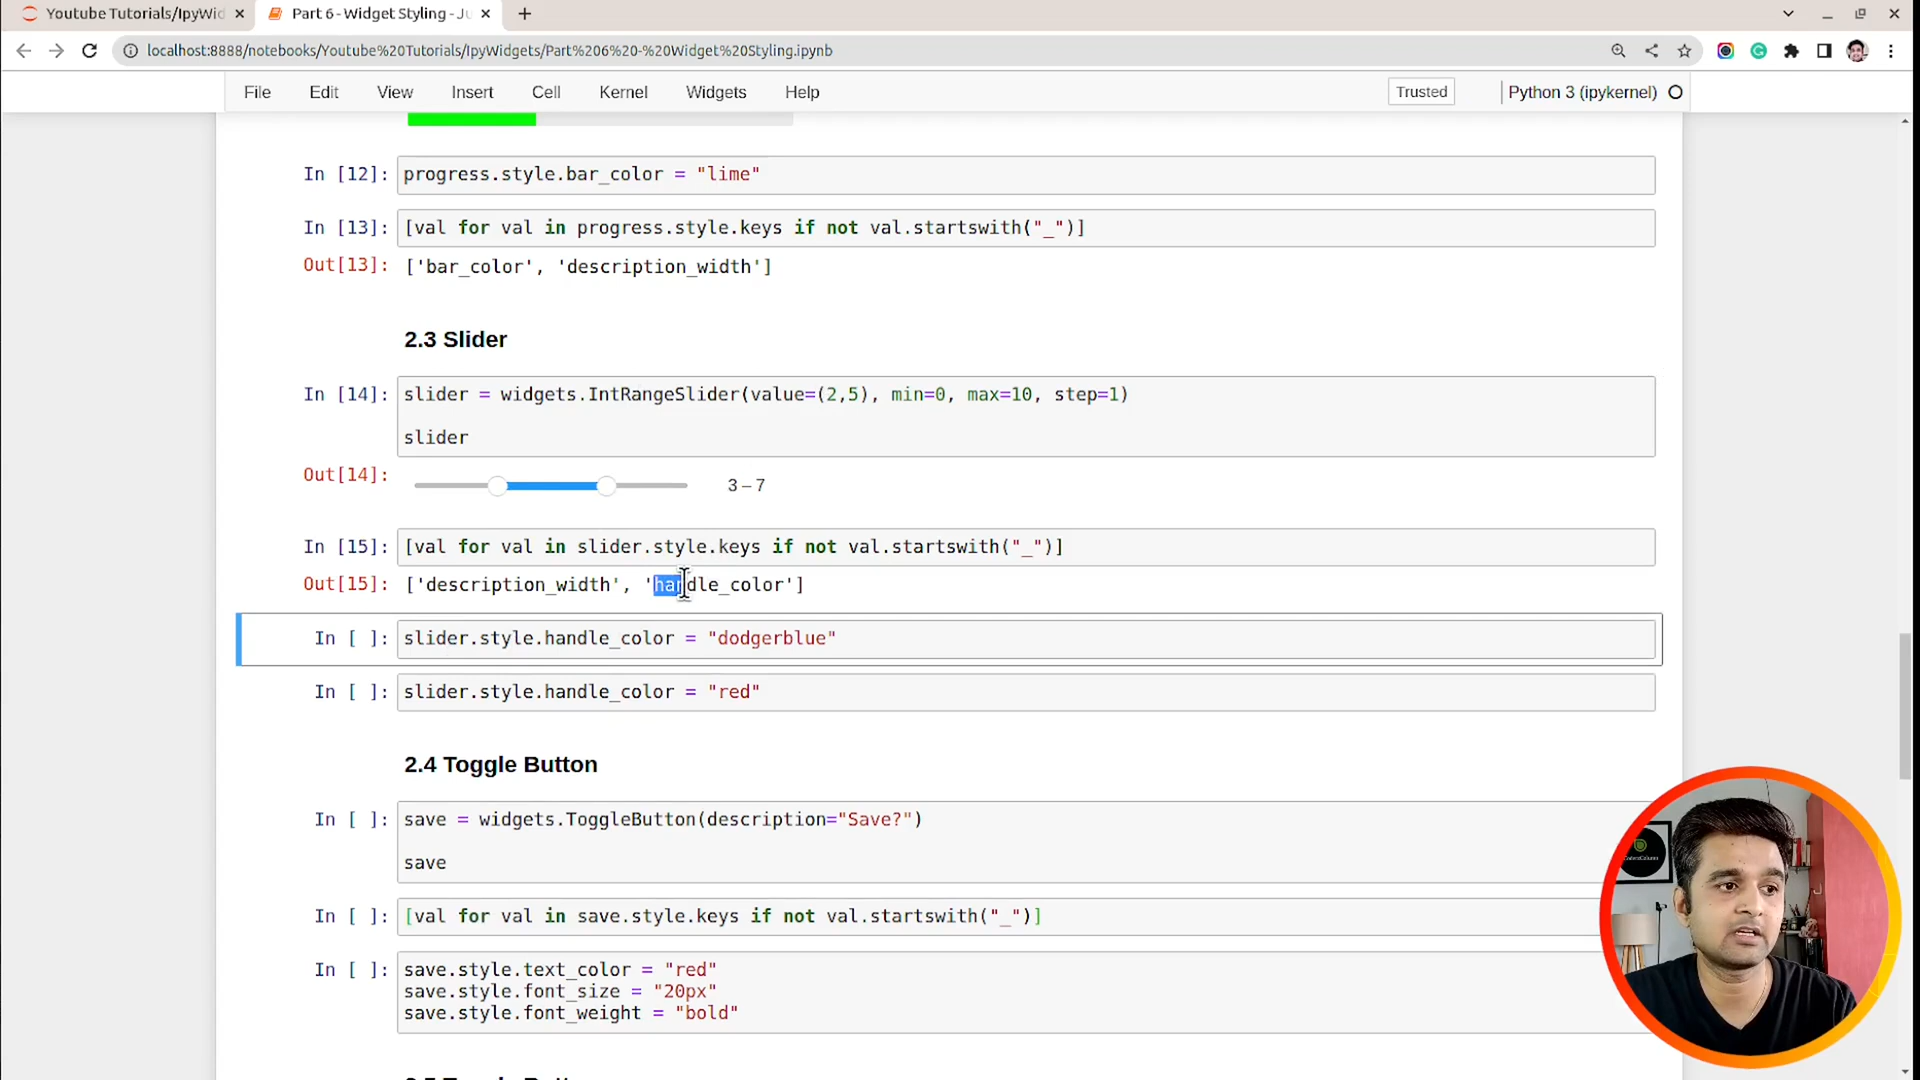 Youtube Tutorials/IpyWid
Part 6 - Widget Styling - Ju
localhost:8888/notebooks/Youtube%20Tutorials/IpyWidgets/Part%206%20-%20Widget%20Styling.ipynb
File Edit View Insert Cell Kernel Widgets Help Trusted Python 3 (ipykernel)
In [12]: progress.style.bar_color = "lime"
In [13]: [val for val in progress.style.keys if not val.startswith("_")]
Out[13]: ['bar_color', 'description_width']
2.3 Slider
In [14]: slider = widgets.IntRangeSlider(value=(2,5), min=0, max=10, step=1)
slider
Out[14]: 3 – 7
In [15]: [val for val in slider.style.keys if not val.startswith("_")]
Out[15]: ['description_width', 'handle_color']
In [ ]: slider.style.handle_color = "dodgerblue"
In [ ]: slider.style.handle_color = "red"
2.4 Toggle Button
In [ ]: save = widgets.ToggleButton(description="Save?")
save
In [ ]: [val for val in save.style.keys if not val.startswith("_")]
In [ ]: save.style.text_color = "red"
save.style.font_size = "20px"
save.style.font_weight = "bold"